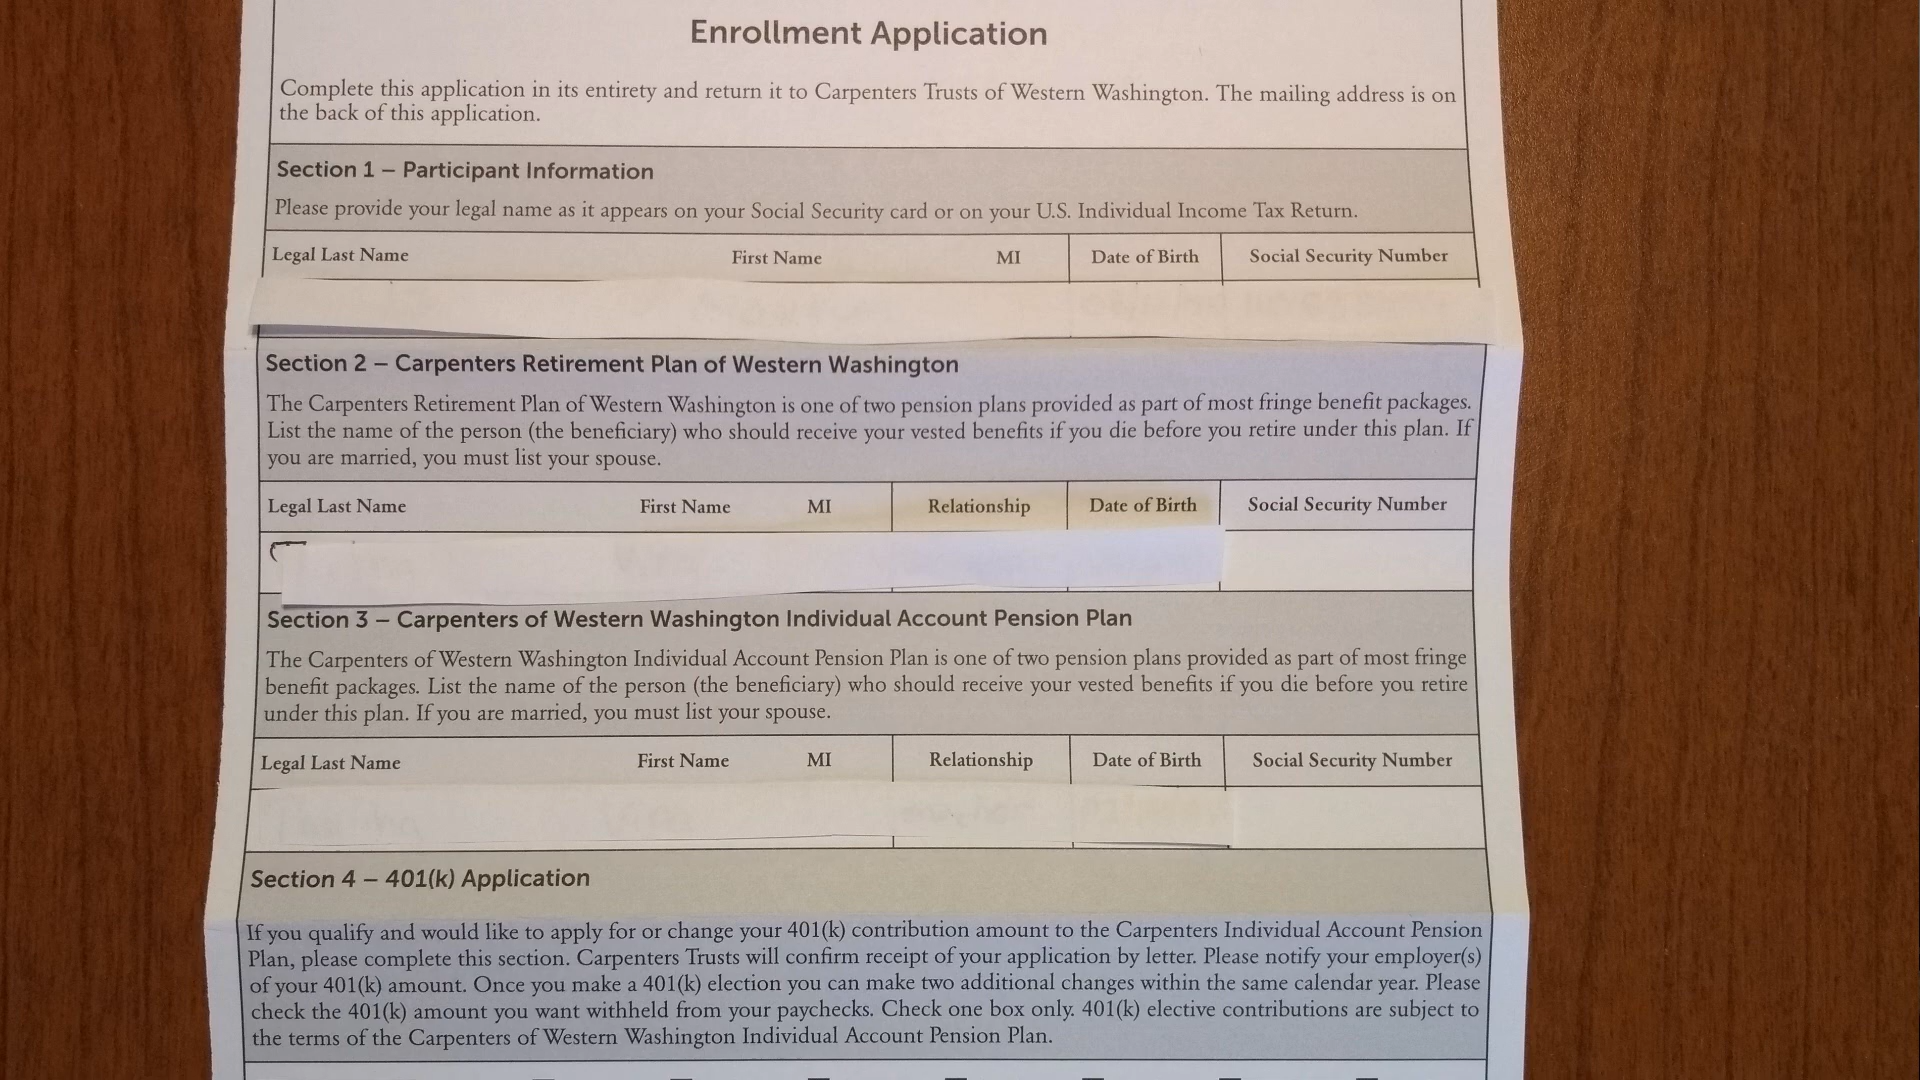 Enrollment Application
Complete this application in its entirety and return it to Carpenters Trusts of Western Washington. The mailing address is on
the back of this application.
Section 1 – Participant Information
Please provide your legal name as it appears on your Social Security card or on your U.S. Individual Income Tax Return.
Legal Last Name First Name MI Date of Birth Social Security Number
Section 2 – Carpenters Retirement Plan of Western Washington
The Carpenters Retirement Plan of Western Washington is one of two pension plans provided as part of most fringe benefit packages.
List the name of the person (the beneficiary) who should receive your vested benefits if you die before you retire under this plan. If
you are married, you must list your spouse.
Legal Last Name First Name MI Relationship Date of Birth Social Security Number
Section 3 – Carpenters of Western Washington Individual Account Pension Plan
The Carpenters of Western Washington Individual Account Pension Plan is one of two pension plans provided as part of most fringe
benefit packages. List the name of the person (the beneficiary) who should receive your vested benefits if you die before you retire
under this plan. If you are married, you must list your spouse.
Legal Last Name First Name MI Relationship Date of Birth Social Security Number
Section 4 – 401(k) Application
If you qualify and would like to apply for or change your 401(k) contribution amount to the Carpenters Individual Account Pension
Plan, please complete this section. Carpenters Trusts will confirm receipt of your application by letter. Please notify your employer(s)
of your 401(k) amount. Once you make a 401(k) election you can make two additional changes within the same calendar year. Please
check the 401(k) amount you want withheld from your paychecks. Check one box only. 401(k) elective contributions are subject to
the terms of the Carpenters of Western Washington Individual Account Pension Plan.